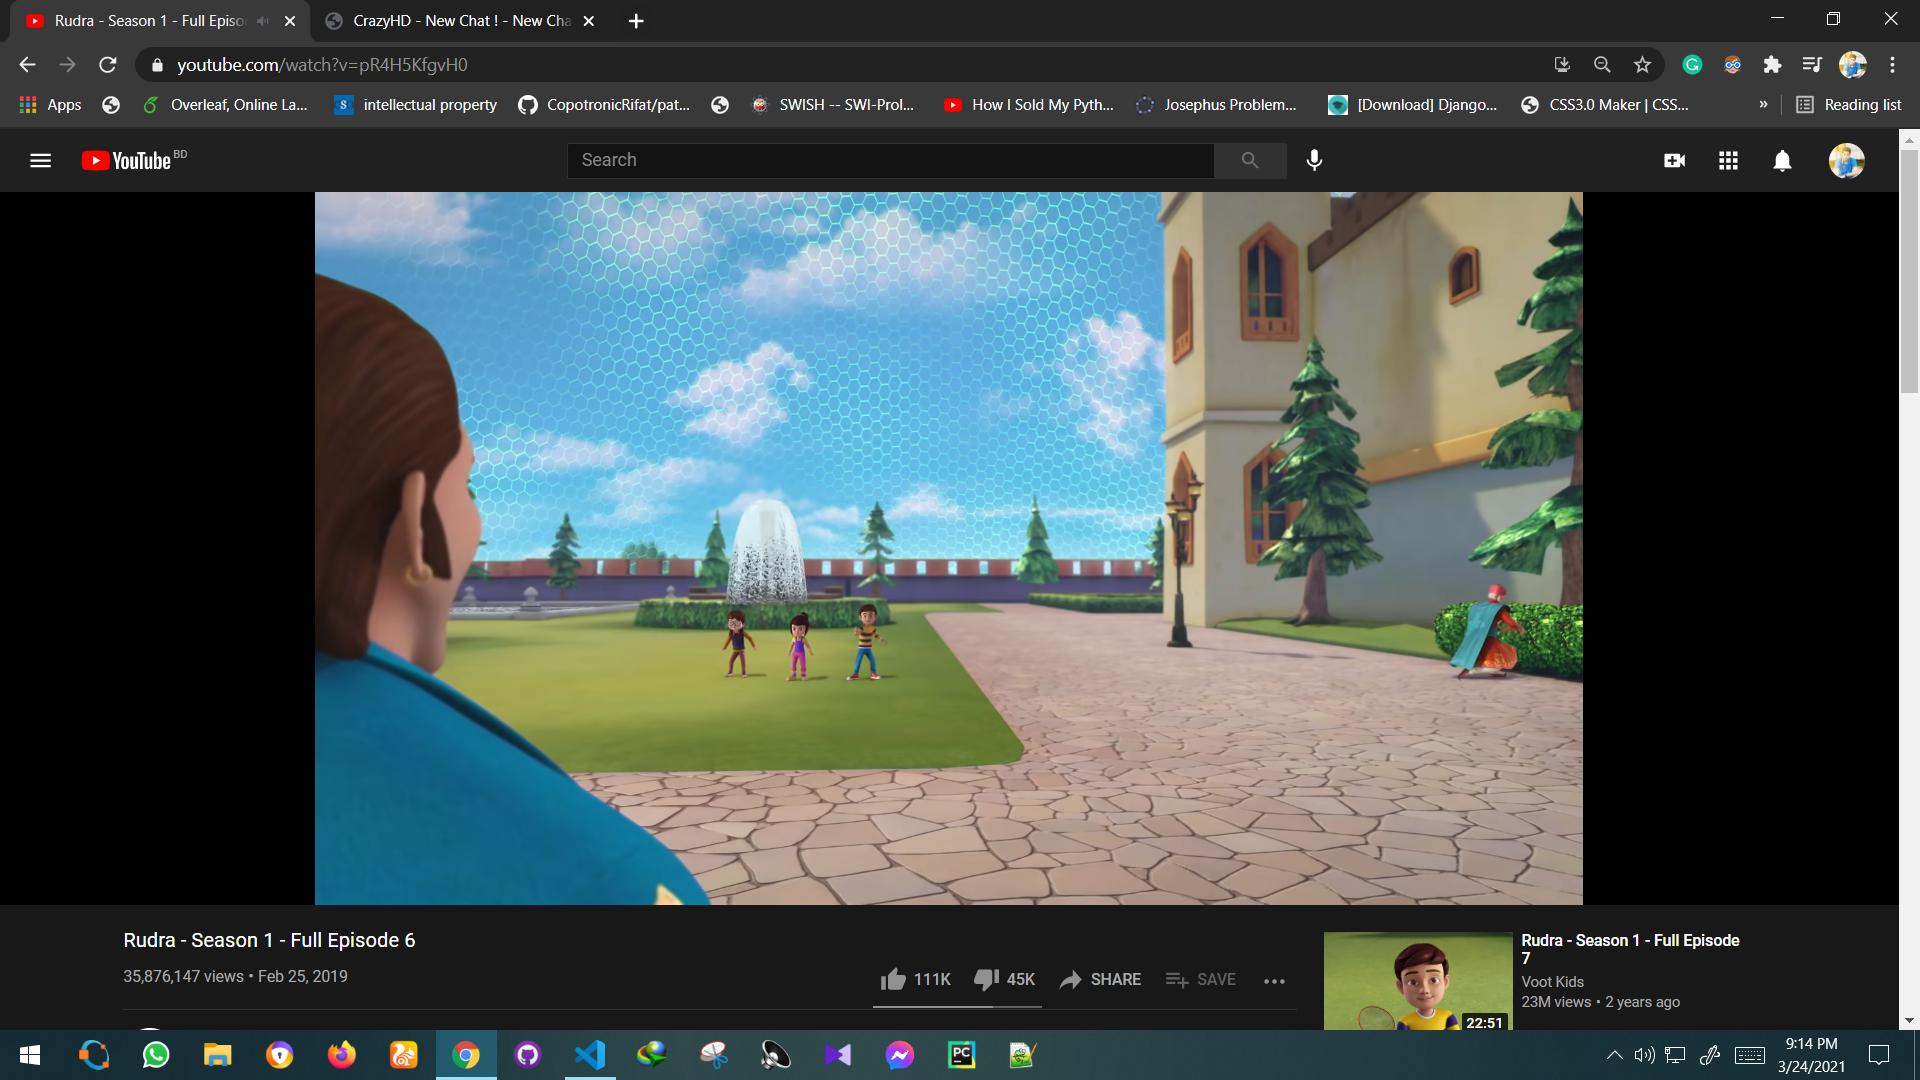 Rudra - Season 1 - Full Episo
CrazyHD - New Chat ! - New Cha
youtube.com/watch?v=pR4H5KfgvH0
Apps
Overleaf, Online La...
intellectual property
CopotronicRifat/pat...
SWISH -- SWI-Prol...
How I Sold My Pyth...
Josephus Problem...
[Download] Django...
CSS3.0 Maker | CSS...
»
Reading list
YouTube BD
Search
Rudra - Season 1 - Full Episode 6
35,876,147 views • Feb 25, 2019
111K
45K
SHARE
SAVE
Rudra - Season 1 - Full Episode
7
Voot Kids
23M views • 2 years ago
22:51
PC
9:14 PM
3/24/2021